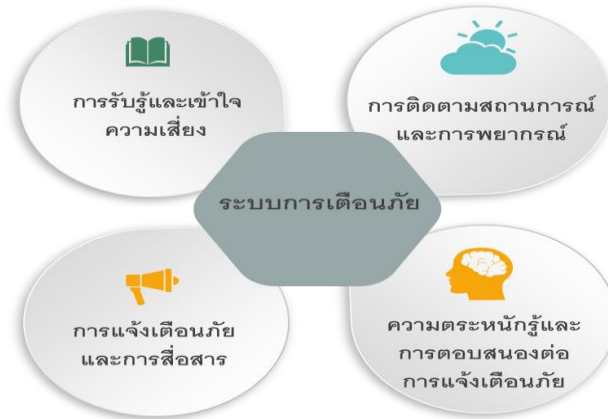 การรับรู้และเข้าใจ
ความเสี่ยง
การติดตามสถานการณ์
และการพยากรณ์
ระบบการเตือนภัย
การแจ้งเตือนภัย
และการสื่อสาร
ความตระหนักรู้และ
การตอบสนองต่อ
การแจ้งเตือนภัย